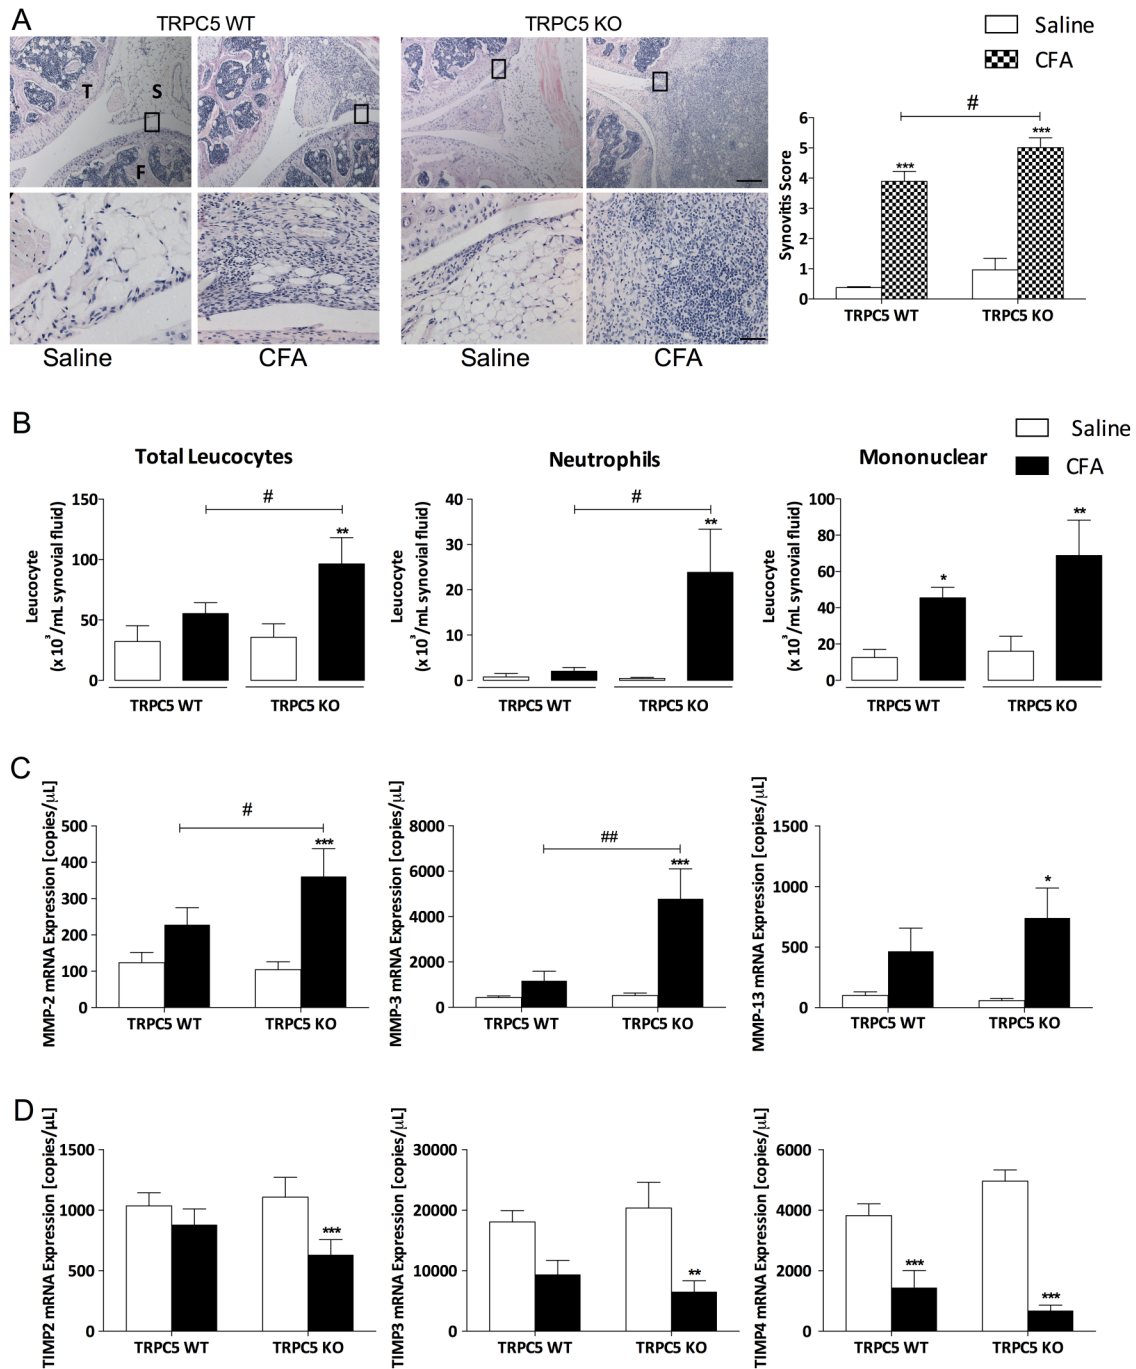 A
TRPC5 WT
TRPC5 KO
T
S
F
Saline
CFA
Saline
CFA
Saline
CFA
Synovitis Score
6
5
4
3
2
1
0
***
#
***
TRPC5 WT
TRPC5 KO
B
Saline
CFA
Total Leucocytes
Leucocyte
(x 10³/mL synovial fluid)
150
100
50
0
#
**
TRPC5 WT
TRPC5 KO
Neutrophils
Leucocyte
(x 10³/mL synovial fluid)
40
30
20
10
0
#
**
TRPC5 WT
TRPC5 KO
Mononuclear
Leucocyte
(x 10³/mL synovial fluid)
100
80
60
40
20
0
*
**
TRPC5 WT
TRPC5 KO
C
MMP-2 mRNA Expression [copies/μL]
500
400
300
200
100
0
#
***
TRPC5 WT
TRPC5 KO
MMP-3 mRNA Expression [copies/μL]
8000
6000
4000
2000
0
##
***
TRPC5 WT
TRPC5 KO
MMP-13 mRNA Expression [copies/μL]
1500
1000
500
0
*
TRPC5 WT
TRPC5 KO
D
TIMP2 mRNA Expression [copies/μL]
1500
1000
500
0
***
TRPC5 WT
TRPC5 KO
TIMP3 mRNA Expression [copies/μL]
30000
20000
10000
0
**
TRPC5 WT
TRPC5 KO
TIMP4 mRNA Expression [copies/μL]
6000
4000
2000
0
***
***
TRPC5 WT
TRPC5 KO